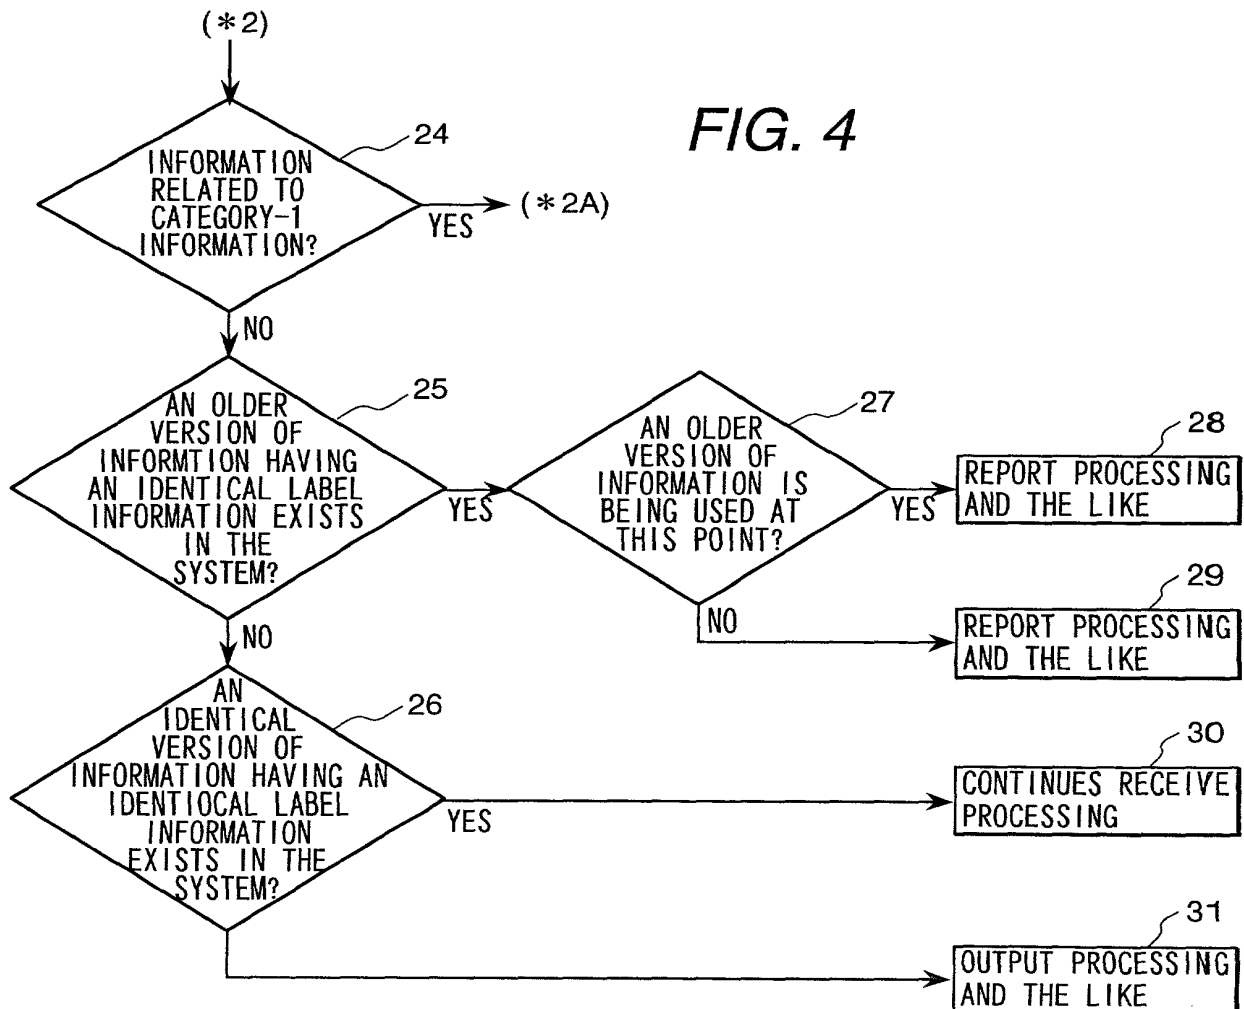 (*2)
FIG. 4
24
INFORMATION
RELATED TO
CATEGORY-1
INFORMATION?
YES
(*2A)
NO
25
AN OLDER
VERSION OF
INFORMTION HAVING
AN IDENTICAL LABEL
INFORMATION EXISTS
IN THE
SYSTEM?
YES
27
AN OLDER
VERSION OF
INFORMATION IS
BEING USED AT
THIS POINT?
YES
28
REPORT PROCESSING
AND THE LIKE
NO
29
REPORT PROCESSING
AND THE LIKE
NO
26
AN
IDENTICAL
VERSION OF
INFORMATION HAVING AN
IDENTIOCAL LABEL
INFORMATION
EXISTS IN THE
SYSTEM?
YES
30
CONTINUES RECEIVE
PROCESSING
31
OUTPUT PROCESSING
AND THE LIKE